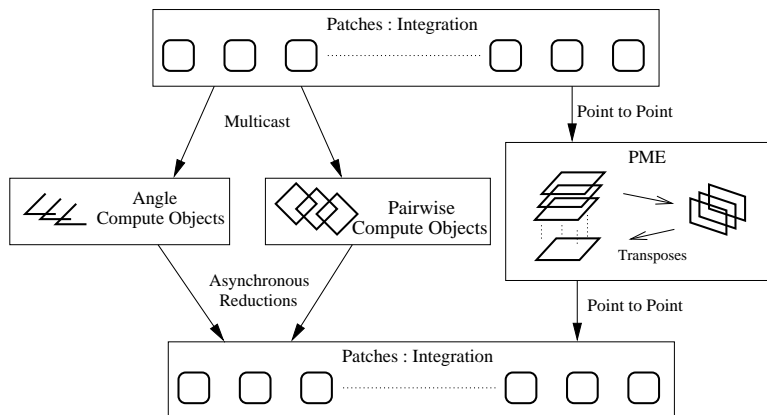 Patches : Integration
Multicast
Point to Point
PME
Angle
Compute Objects
Pairwise
Compute Objects
Transposes
Asynchronous
Reductions
Point to Point
Patches : Integration